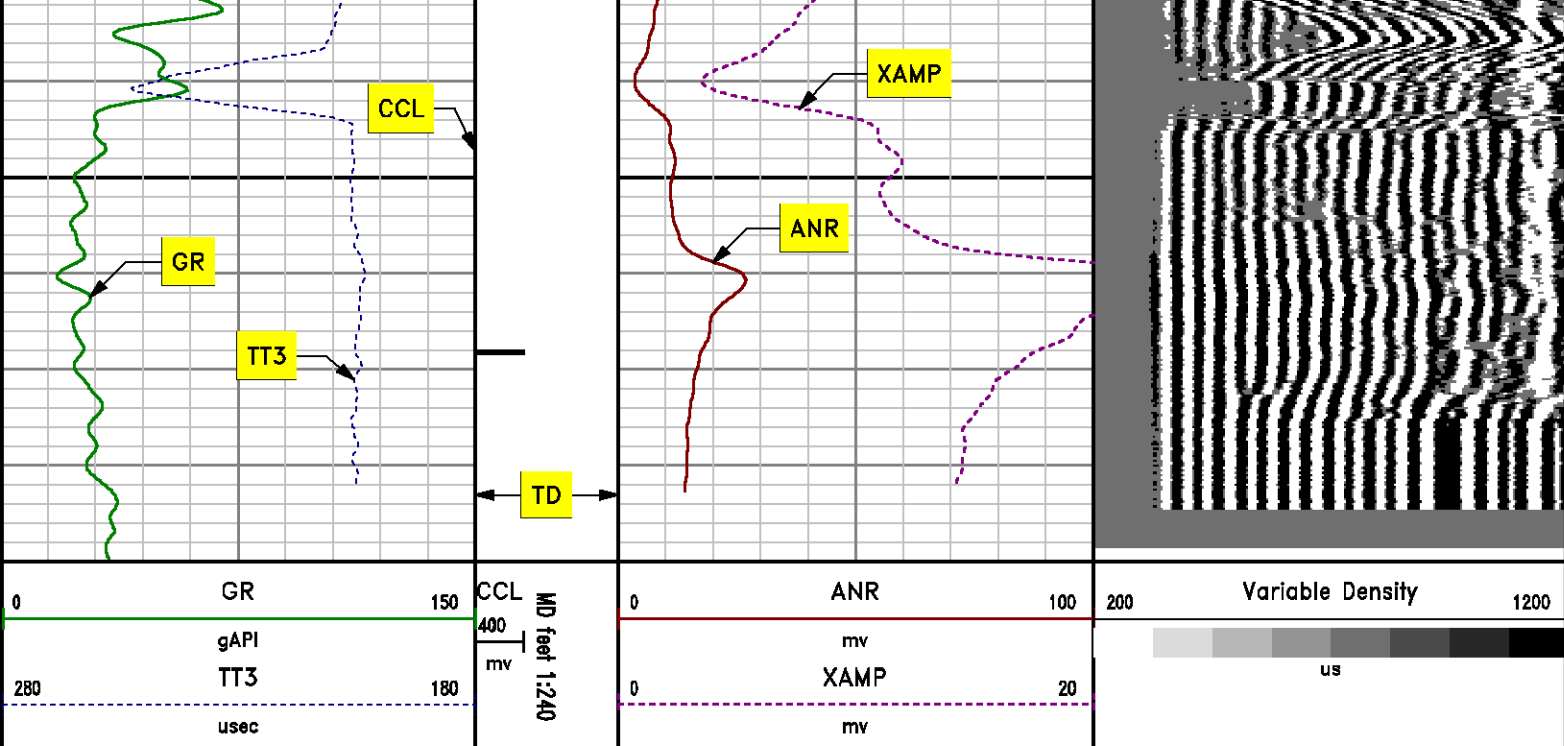 XAMP
CCL
ANR
GR
TT3
TD
GR
0 150
gAPI
TT3
280 180
usec
CCL
400
mv
MD feet 1:240
ANR
0 100
mv
XAMP
0 20
mv
Variable Density
200 1200
us